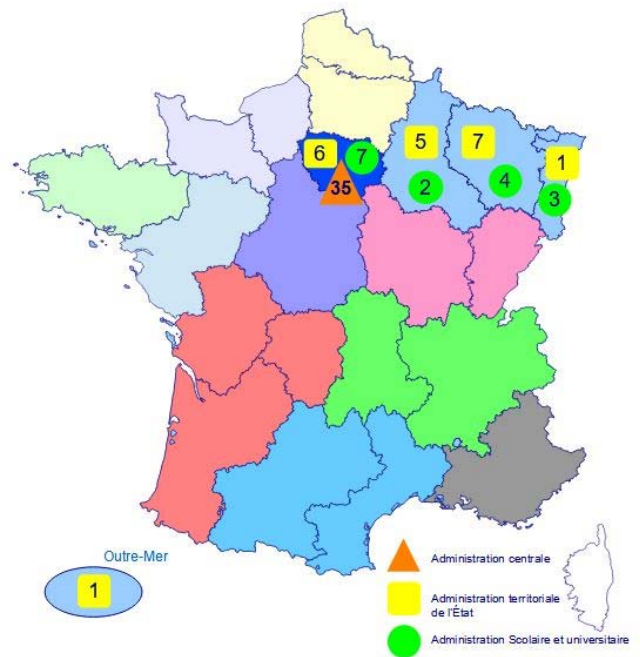 6
7
35
5
2
7
4
1
3
Outre-Mer
1
Administration centrale
Administration territoriale
de l'État
Administration Scolaire et universitaire